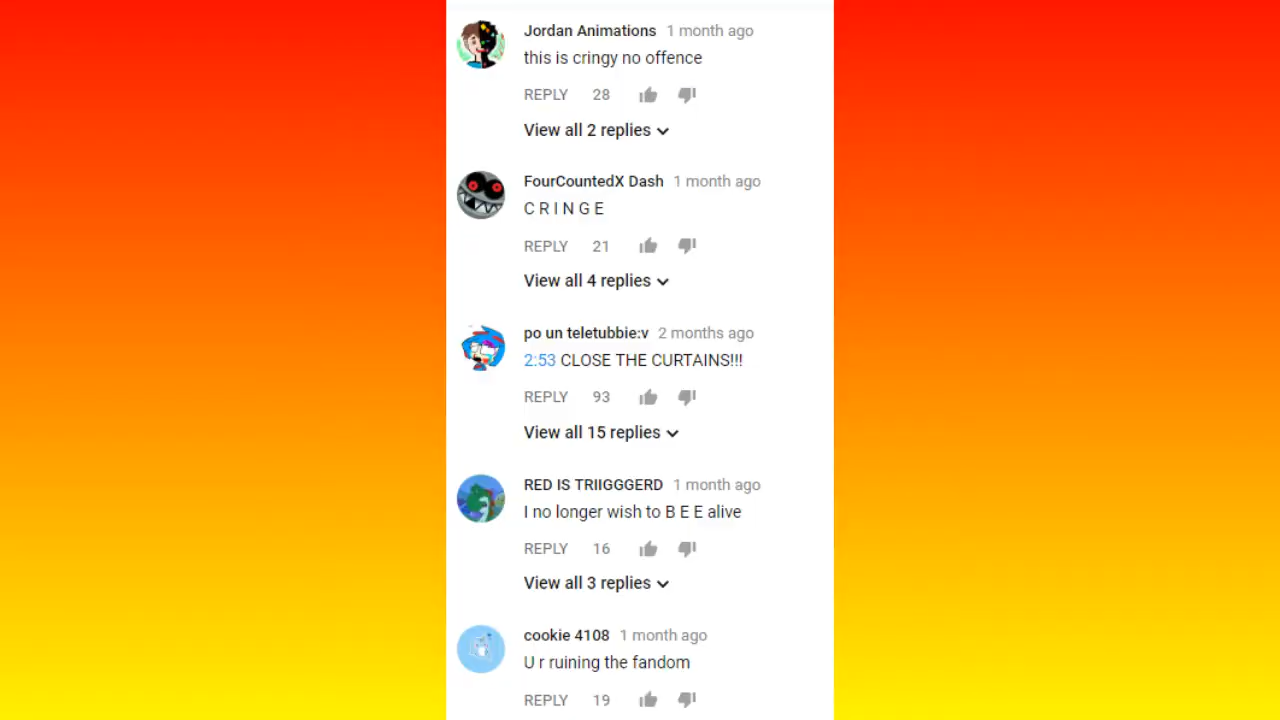 Jordan Animations 1 month ago
this is cringy no offence
REPLY 28
View all 2 replies
FourCountedX Dash 1 month ago
C R I N G E
REPLY 21
View all 4 replies
po un teletubbie:v 2 months ago
2:53 CLOSE THE CURTAINS!!!
REPLY 93
View all 15 replies
RED IS TRIIGGGERD 1 month ago
I no longer wish to B E E alive
REPLY 16
View all 3 replies
cookie 4108 1 month ago
U r ruining the fandom
REPLY 19